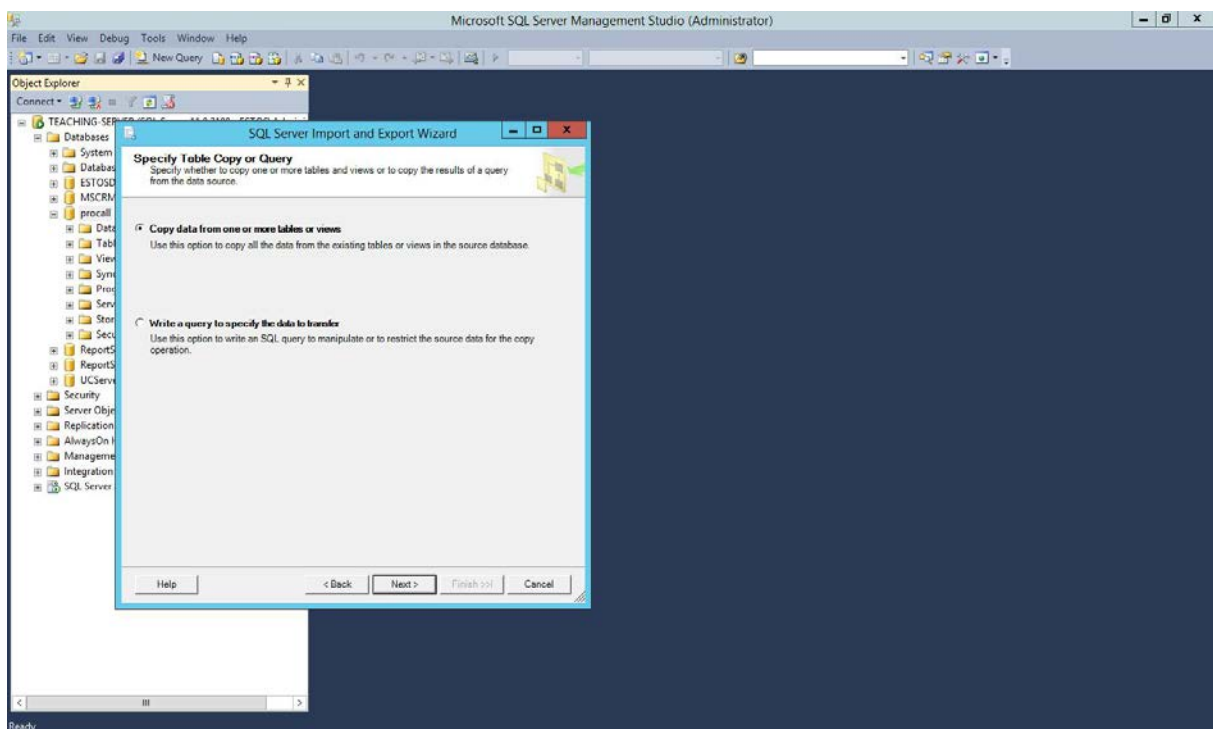 Microsoft SQL Server Management Studio (Administrator)
File Edit View Debug Tools Window Help
New Query
Object Explorer
Connect
TEACHING-SER
Databases
System
Databas
ESTOSD
MSCRM
procall
Data
Tabl
View
Syn
Prog
Serv
Stor
Secu
ReportS
ReportS
UCServe
Security
Server Obje
Replication
AlwaysOn H
Manageme
Integration
SQL Server
SQL Server Import and Export Wizard
Specify Table Copy or Query
Specify whether to copy one or more tables and views or to copy the results of a query
from the data source.
Copy data from one or more tables or views
Use this option to copy all the data from the existing tables or views in the source database.
Write a query to specify the data to transfer
Use this option to write an SQL query to manipulate or to restrict the source data for the copy
operation.
Help < Back Next > Finish >>| Cancel
Ready